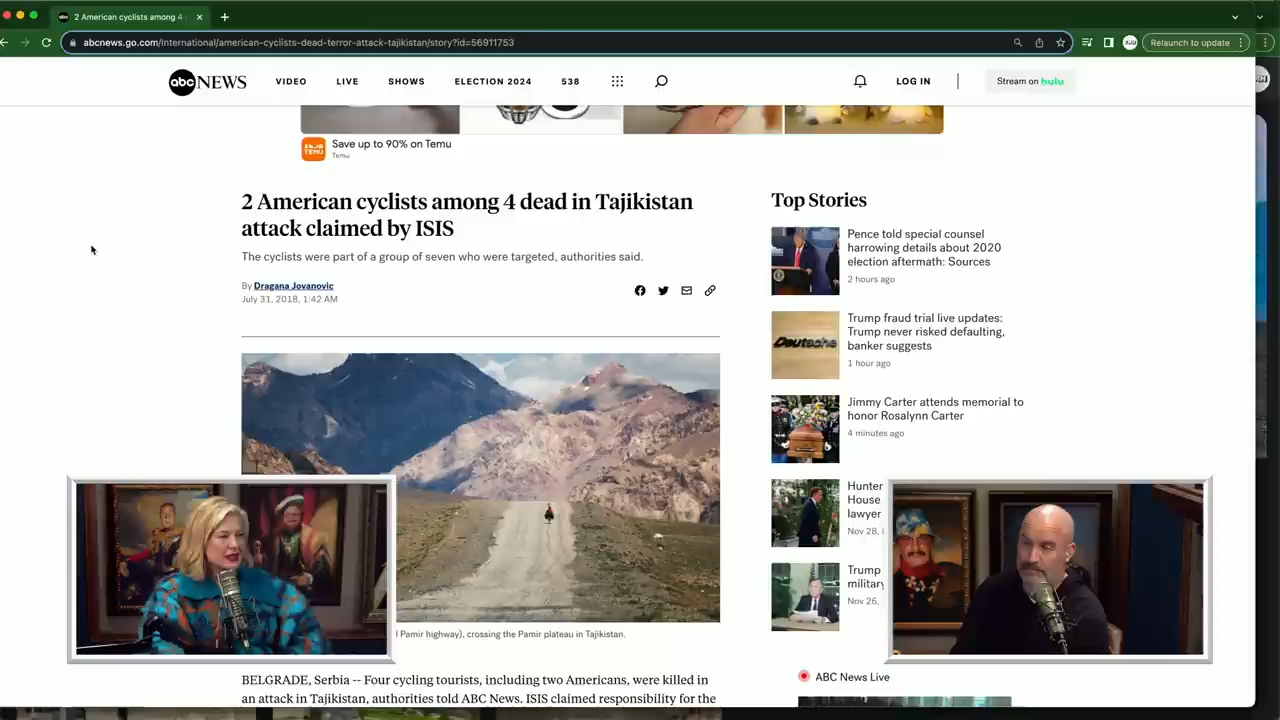 2 American cyclists among 4
abcnews.go.com/International/american-cyclists-dead-terror-attack-tajikistan/story?id=56911753
Relaunch to update
abc NEWS
VIDEO
LIVE
SHOWS
ELECTION 2024
538
LOG IN
Stream on hulu
TEMU
Save up to 90% on Temu
Temu
2 American cyclists among 4 dead in Tajikistan
attack claimed by ISIS
The cyclists were part of a group of seven who were targeted, authorities said.
By Dragana Jovanovic
July 31, 2018, 1:42 AM
Pamir highway), crossing the Pamir plateau in Tajikistan.
BELGRADE, Serbia -- Four cycling tourists, including two Americans, were killed in
an attack in Tajikistan, authorities told ABC News. ISIS claimed responsibility for the
Top Stories
Pence told special counsel
harrowing details about 2020
election aftermath: Sources
2 hours ago
Deutsche
Trump fraud trial live updates:
Trump never risked defaulting,
banker suggests
1 hour ago
Jimmy Carter attends memorial to
honor Rosalynn Carter
4 minutes ago
Hunter
House
lawyer
Nov 28,
Trump
military
Nov 26,
ABC News Live